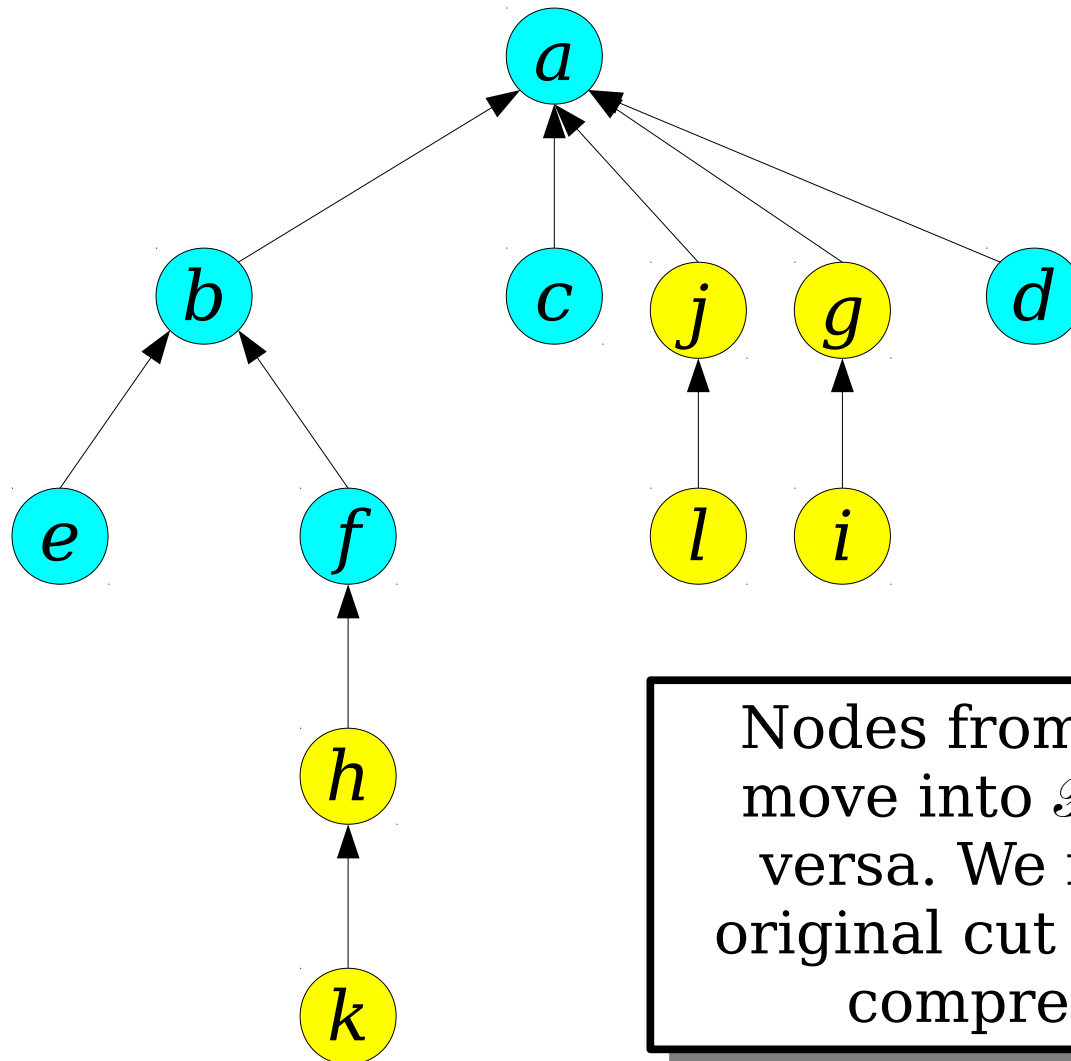 a
b
c
j
g
d
e
f
l
i
h
k
Nodes from
move into
versa. We
original cut
compre